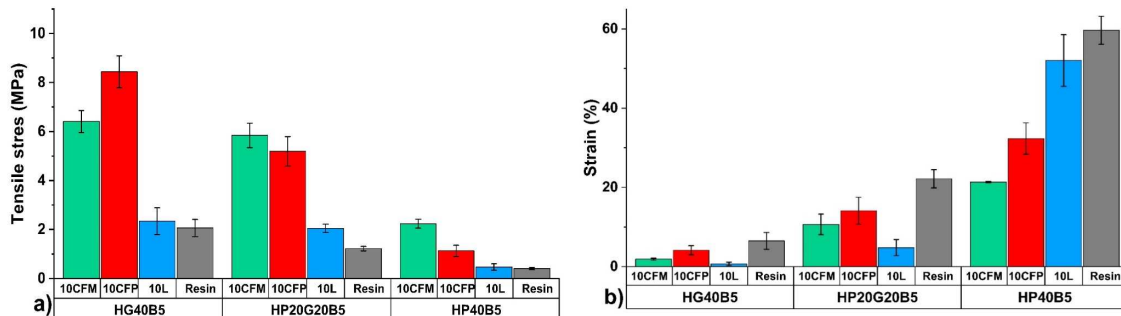 Tensile stres (MPa)
10
8
6
4
2
0
10CFM 10CFP 10L Resin 10CFM 10CFP 10L Resin 10CFM 10CFP 10L Resin
HG40B5 HP20G20B5 HP40B5
a)
Strain (%)
60
40
20
0
10CFM 10CFP 10L Resin 10CFM 10CFP 10L Resin 10CFM 10CFP 10L Resin
HG40B5 HP20G20B5 HP40B5
b)